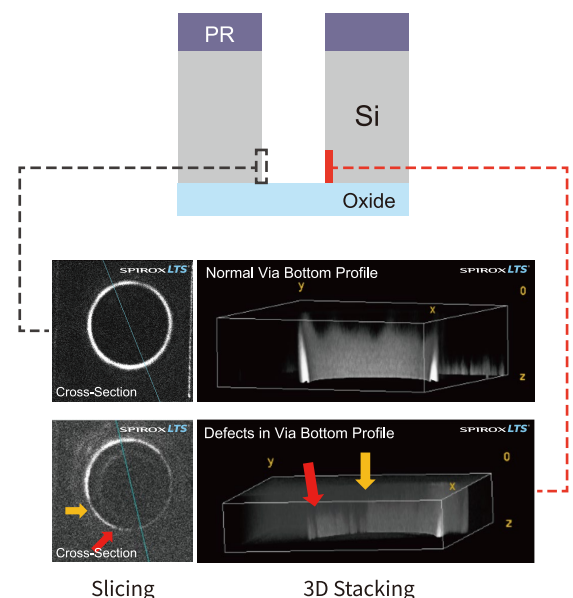 PR
Si
Oxide
SPIROX LTS
Cross-Section
Normal Via Bottom Profile
SPIROX LTS
y
x
0
z
SPIROX LTS
Cross-Section
Defects in Via Bottom Profile
SPIROX LTS
y
x
0
z
Slicing
3D Stacking